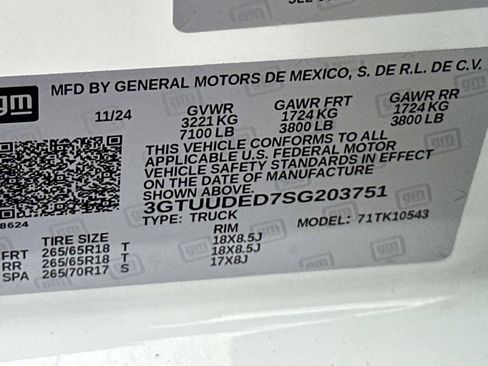 gm
MFD BY GENERAL MOTORS DE MEXICO, S. DE R.L. DE C.V.
11/24 GVWR GAWR FRT GAWR RR
3221 KG 1724 KG 1724 KG
7100 LB 3800 LB 3800 LB
THIS VEHICLE CONFORMS TO ALL
APPLICABLE U.S. FEDERAL MOTOR
VEHICLE SAFETY STANDARDS IN EFFECT
ON THE DATE OF MANUFACTURE
SHOWN ABOVE.
3GTUUDED7SG203751
TYPE: TRUCK MODEL: 71TK10543
8624
TIRE SIZE RIM
FRT 265/65R18 T 18X8.5J
RR 265/65R18 T 18X8.5J
SPA 265/70R17 S 17X8J